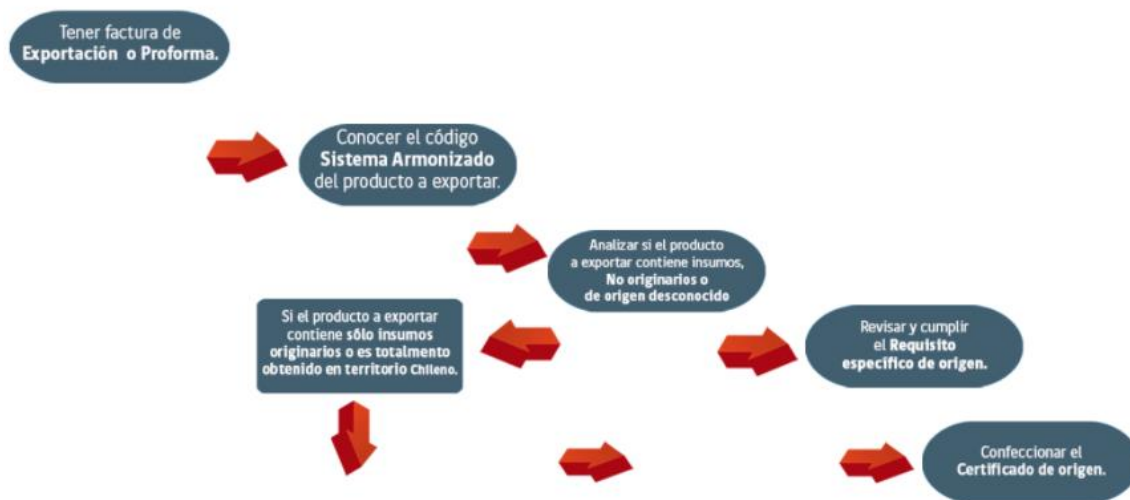 Tener factura de
Exportación o Proforma.
Conocer el código
Sistema Armonizado
del producto a exportar.
Analizar si el producto
a exportar contiene insumos,
No originarios o
de origen desconocido
Si el producto a exportar
contiene sólo insumos
originarios o es totalmento
obtenido en territorio Chileno.
Revisar y cumplir
el Requisito
específico de origen.
Confeccionar el
Certificado de origen.